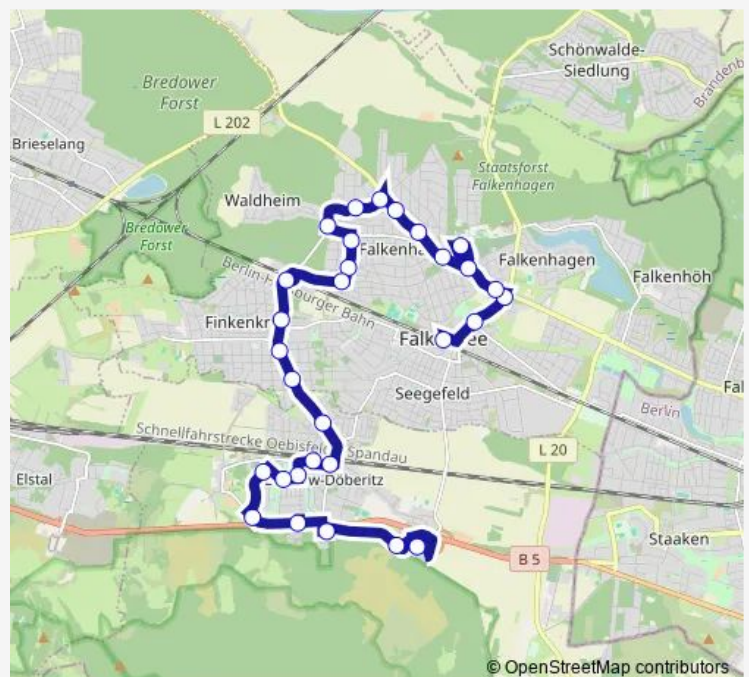 Schönwalde-
Siedlung
Bredower
Forst
L 202
Brieselang
Staatsforst
Falkenhagen
Waldheim
Bredower
Forst
Falkenhagen
Falkenhöh
Finkenkr
Seegefeld
Berlin
Schnellfahrstrecke Oebisfel
Spandau
L 20
Elstal
w-Döberitz
Staaken
B 5
© OpenStreetMap contributors